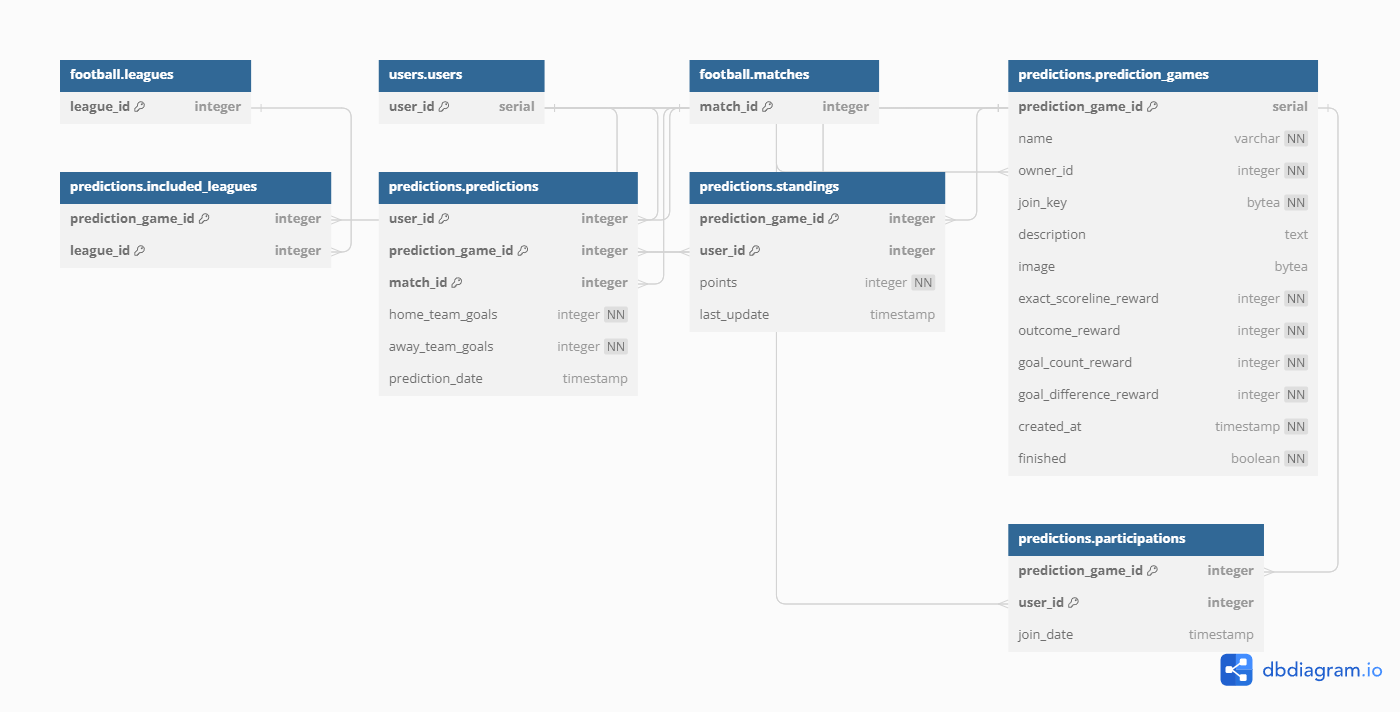 football.leagues
league_id integer
users.users
user_id serial
football.matches
match_id integer
predictions.prediction_games
prediction_game_id serial
name varchar NN
owner_id integer NN
join_key bytea NN
description text
image bytea
exact_scoreline_reward integer NN
outcome_reward integer NN
goal_count_reward integer NN
goal_difference_reward integer NN
created_at timestamp NN
finished boolean NN
predictions.included_leagues
prediction_game_id integer
league_id integer
predictions.predictions
user_id integer
prediction_game_id integer
match_id integer
home_team_goals integer NN
away_team_goals integer NN
prediction_date timestamp
predictions.standings
prediction_game_id integer
user_id integer
points integer NN
last_update timestamp
predictions.participations
prediction_game_id integer
user_id integer
join_date timestamp
dbdiagram.io